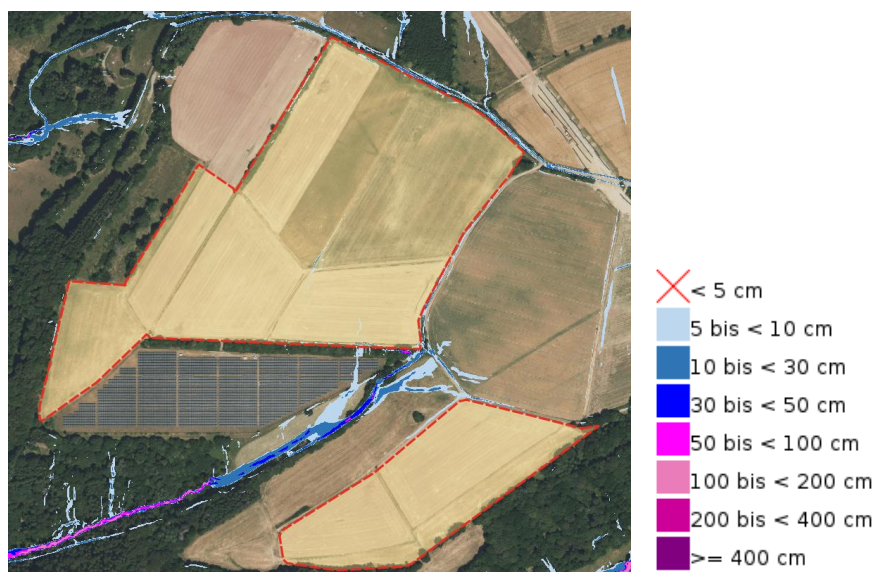 < 5 cm
5 bis < 10 cm
10 bis < 30 cm
30 bis < 50 cm
50 bis < 100 cm
100 bis < 200 cm
200 bis < 400 cm
>= 400 cm